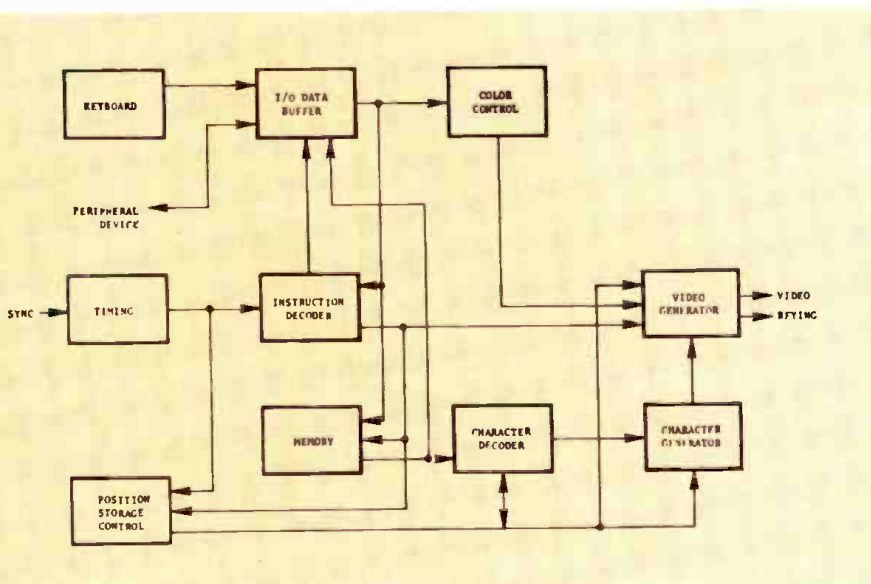 KEYBOARD
I/O DATA
BUFFER
COLOR
CONTROL
PERIPHERAL
DEVICE
SYNC
TIMING
INSTRUCTION
DECODER
VIDEO
GENERATOR
VIDEO
BFYING
MEMORY
CHARACTER
DECODER
CHARACTER
GENERATOR
POSITION
STORAGE
CONTROL